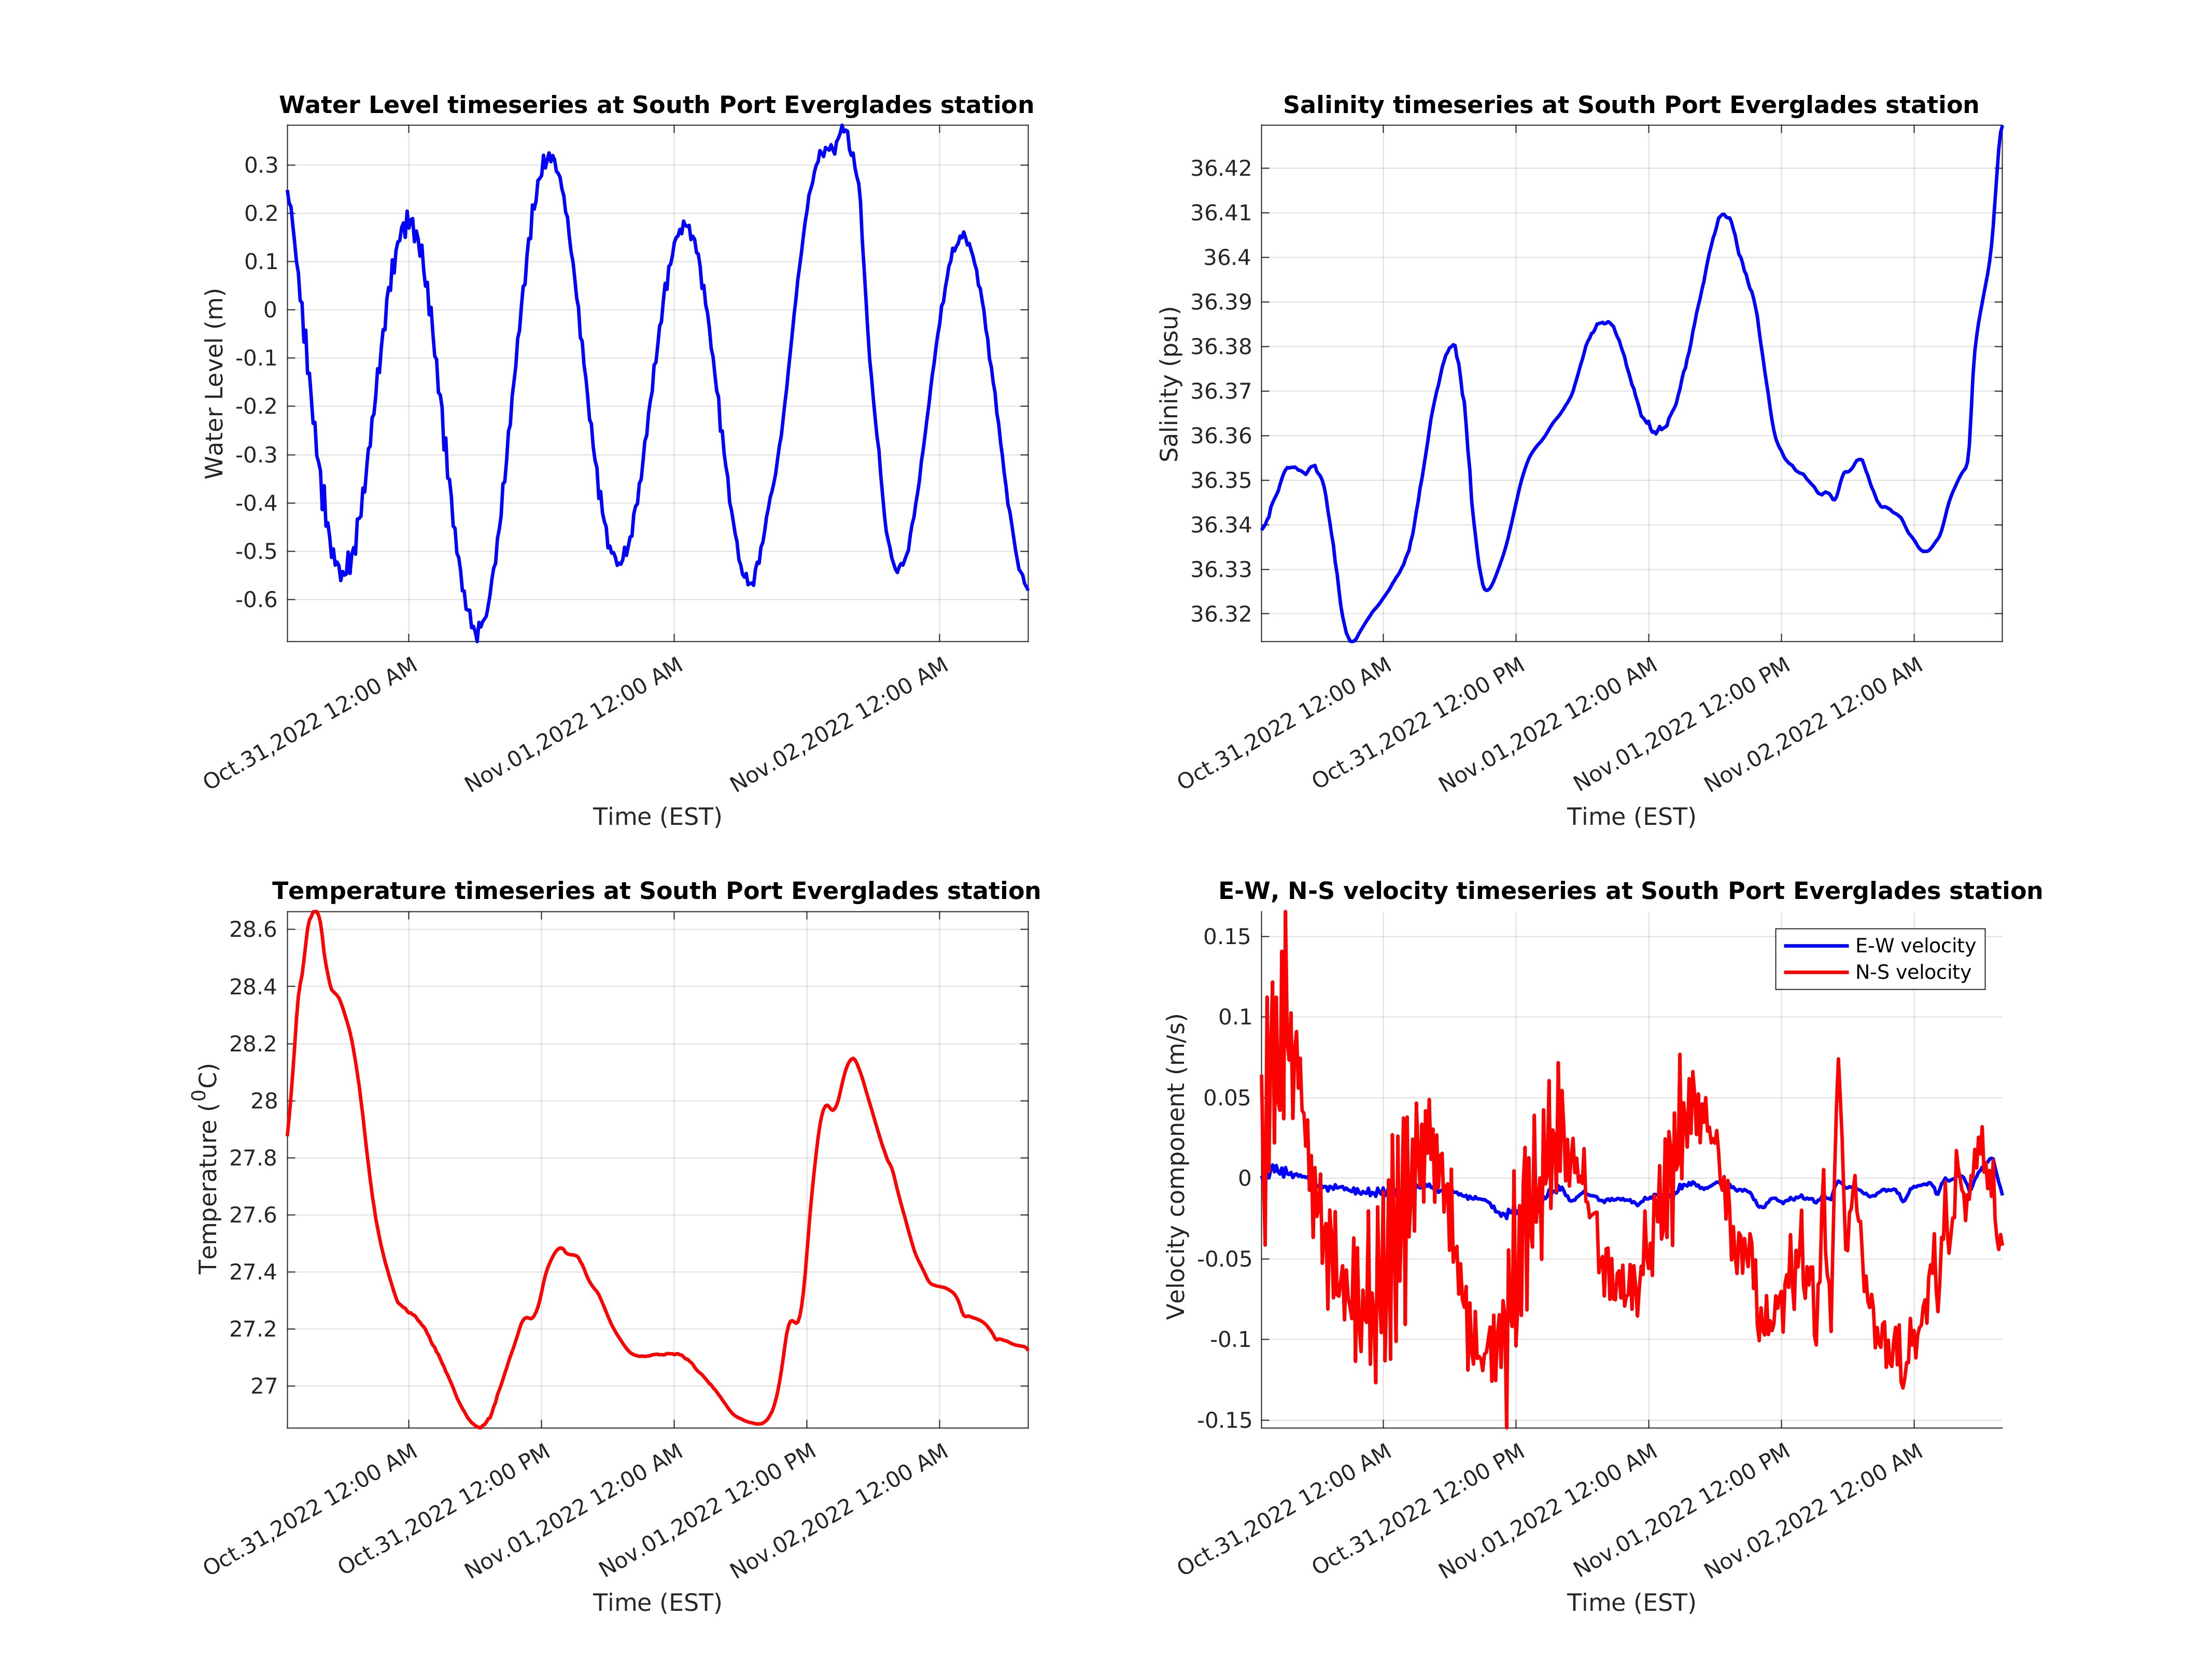 Water Level timeseries at South Port Everglades station
Water Level (m)
0.3
0.2
0.1
0
-0.1
-0.2
-0.3
-0.4
-0.5
-0.6
Oct.31,2022 12:00 AM
Nov.01,2022 12:00 AM
Nov.02,2022 12:00 AM
Time (EST)
Salinity timeseries at South Port Everglades station
Salinity (psu)
36.42
36.41
36.4
36.39
36.38
36.37
36.36
36.35
36.34
36.33
36.32
Oct.31,2022 12:00 AM
Oct.31,2022 12:00 PM
Nov.01,2022 12:00 AM
Nov.01,2022 12:00 PM
Nov.02,2022 12:00 AM
Time (EST)
Temperature timeseries at South Port Everglades station
Temperature (⁰C)
28.6
28.4
28.2
28
27.8
27.6
27.4
27.2
27
Oct.31,2022 12:00 AM
Oct.31,2022 12:00 PM
Nov.01,2022 12:00 AM
Nov.01,2022 12:00 PM
Nov.02,2022 12:00 AM
Time (EST)
E-W, N-S velocity timeseries at South Port Everglades station
Velocity component (m/s)
0.15
0.1
0.05
0
-0.05
-0.1
-0.15
E-W velocity
N-S velocity
Oct.31,2022 12:00 AM
Oct.31,2022 12:00 PM
Nov.01,2022 12:00 AM
Nov.01,2022 12:00 PM
Nov.02,2022 12:00 AM
Time (EST)